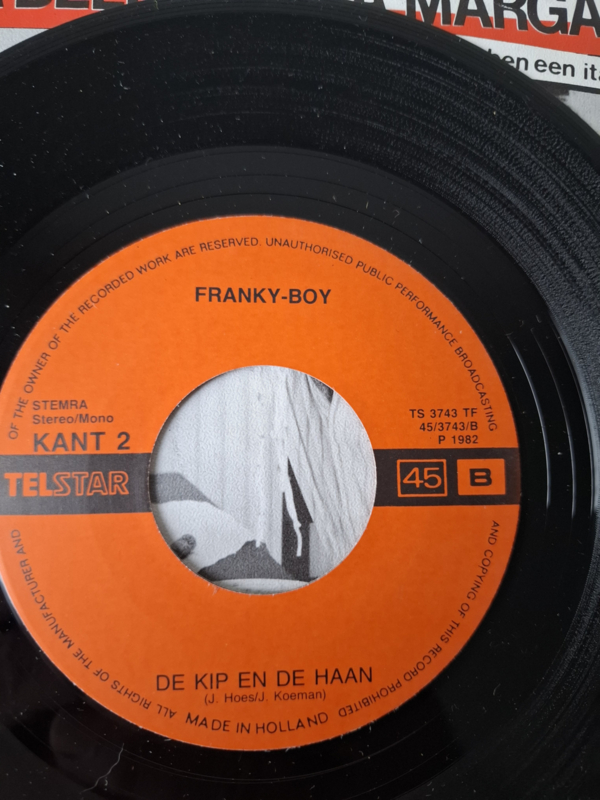 MARGA
en een it
OF THE OWNER OF THE RECORDED WORK ARE RESERVED. UNAUTHORISED PUBLIC PERFORMANCE BROADCASTING
FRANKY-BOY
STEMRA
Stereo/Mono
KANT 2
TS 3743 TF
45/3743/B
P 1982
TELSTAR
45 B
DE KIP EN DE HAAN
(J. Hoes/J. Koeman)
MADE IN HOLLAND
AND COPYING OF THIS RECORD PROHIBITED
ALL RIGHTS OF THE MANUFACTURER AND